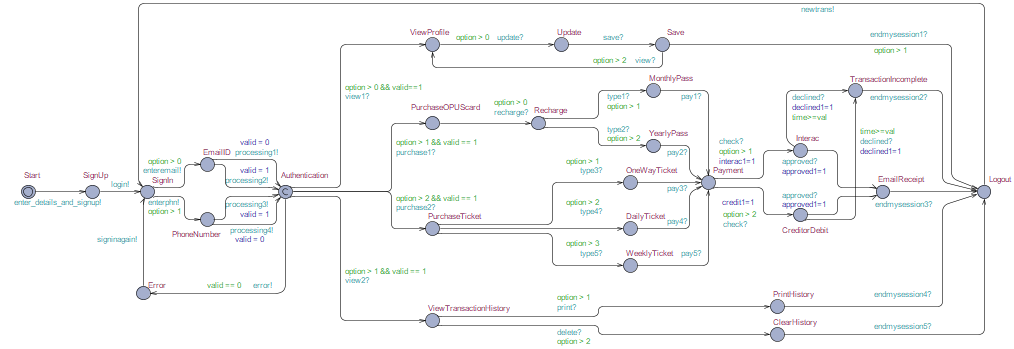 newtrans!
ViewProfile
option > 0 update?
Update
save?
Save
endmysession1?
option > 1
option > 2 view?
option > 0 && valid==1
view1?
MonthlyPass
type1?
option > 1
pay1?
TransactionIncomplete
endmysession2?
declined?
declined1=1
time>=val
PurchaseOPUScard
option > 0
recharge?
Recharge
type2?
option > 2
YearlyPass
pay2?
option > 1 && valid == 1
purchase1?
check?
option > 1
interac1=1
Interac
time>=val
declined?
declined1=1
approved?
approved1=1
valid = 0
processing1!
EmailID
option > 0
enteremail!
valid = 1
processing2!
Start
SignUp
login!
SignIn
enter_details_and_signup!
enterphn!
option > 1
Authentication
option > 1
type3?
OneWayTicket
pay3?
Payment
EmailReceipt
Logout
option > 2 && valid == 1
purchase2?
processing3!
valid = 1
PhoneNumber
processing4!
valid = 0
PurchaseTicket
option > 2
type4?
DailyTicket
pay4?
credit1=1
option > 2
check?
approved?
approved1=1
CreditorDebit
endmysession3?
signinagain!
option > 3
type5?
WeeklyTicket
pay5?
option > 1 && valid == 1
view2?
Error
valid == 0 error!
ViewTransactionHistory
option > 1
print?
PrintHistory
endmysession4?
delete?
option > 2
ClearHistory
endmysession5?